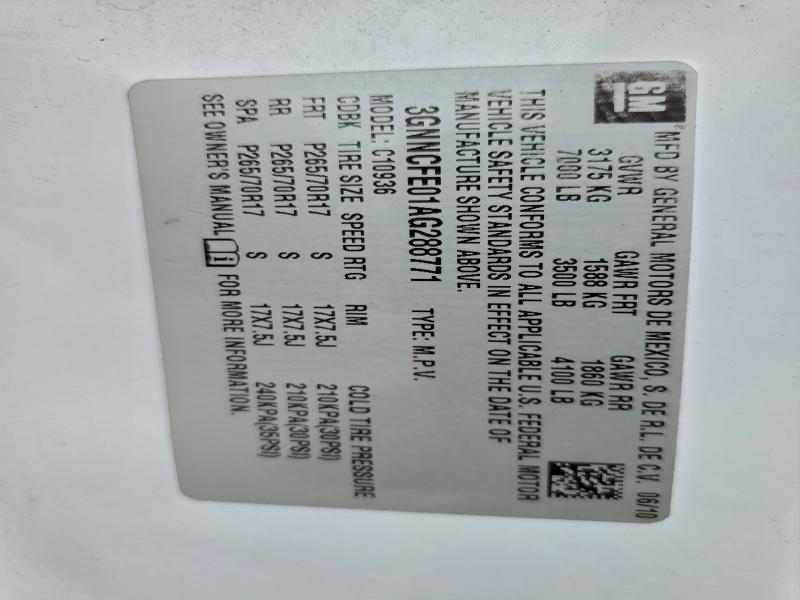 GM MFD BY GENERAL MOTORS DE MEXICO, S. DE R.L. DE C.V. 06/10
GVWR GAWR FRT GAWR RR
3175 KG 1588 KG 1860 KG
7000 LB 3500 LB 4100 LB
THIS VEHICLE CONFORMS TO ALL APPLICABLE U.S. FEDERAL MOTOR
VEHICLE SAFETY STANDARDS IN EFFECT ON THE DATE OF
MANUFACTURE SHOWN ABOVE.
3GNNCFE01AG288771 TYPE: M.P.V.
MODEL: C10936
CDBK TIRE SIZE SPEED RTG RIM COLD TIRE PRESSURE
FRT P265/70R17 S 17X7.5J 210KPA(30PSI)
RR P265/70R17 S 17X7.5J 210KPA(30PSI)
SPA P265/70R17 S 17X7.5J 240KPA(35PSI)
SEE OWNER'S MANUAL FOR MORE INFORMATION.